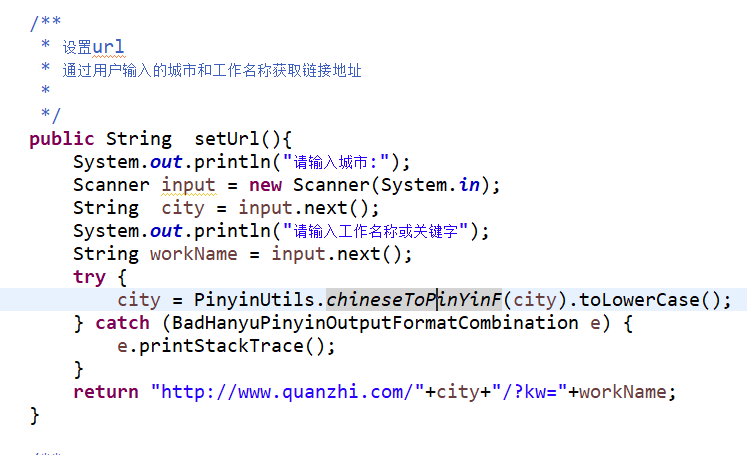 /**
 * 设置url
 * 通过用户输入的城市和工作名称获取链接地址
 *
 */
public String  setUrl(){
    System.out.println("请输入城市:");
    Scanner input = new Scanner(System.in);
    String  city = input.next();
    System.out.println("请输入工作名称或关键字");
    String workName = input.next();
    try {
        city = PinyinUtils.chineseToPinYinF(city).toLowerCase();
    } catch (BadHanyuPinyinOutputFormatCombination e) {
        e.printStackTrace();
    }
    return "http://www.quanzhi.com/"+city+"/?kw="+workName;
}